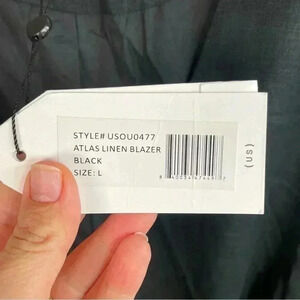 STYLE# USOU0477
ATLAS LINEN BLAZER
BLACK
SIZE: L
(US)